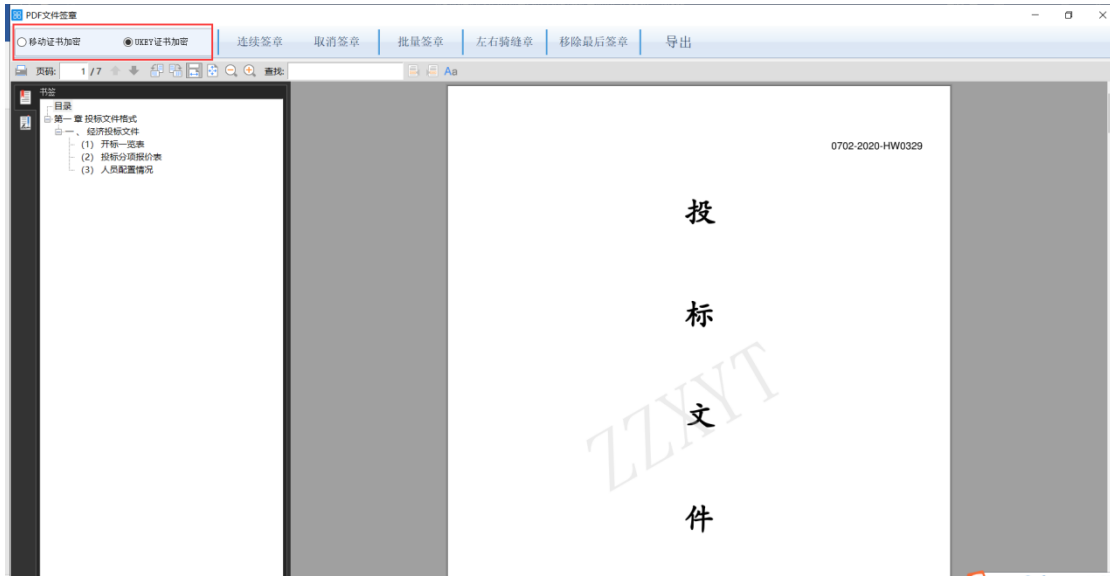 PDF文件签章
移动证书加密 UKEY证书加密 连续签章 取消签章 批量签章 左右骑缝章 移除最后签章 导出
页码: 1 /7 查找: Aa
书签
目录
第一章 投标文件格式
一、 经济投标文件
(1) 开标一览表
(2) 投标分项报价表
(3) 人员配置情况
0702-2020-HW0329
投
标
文
件
ZZXYT